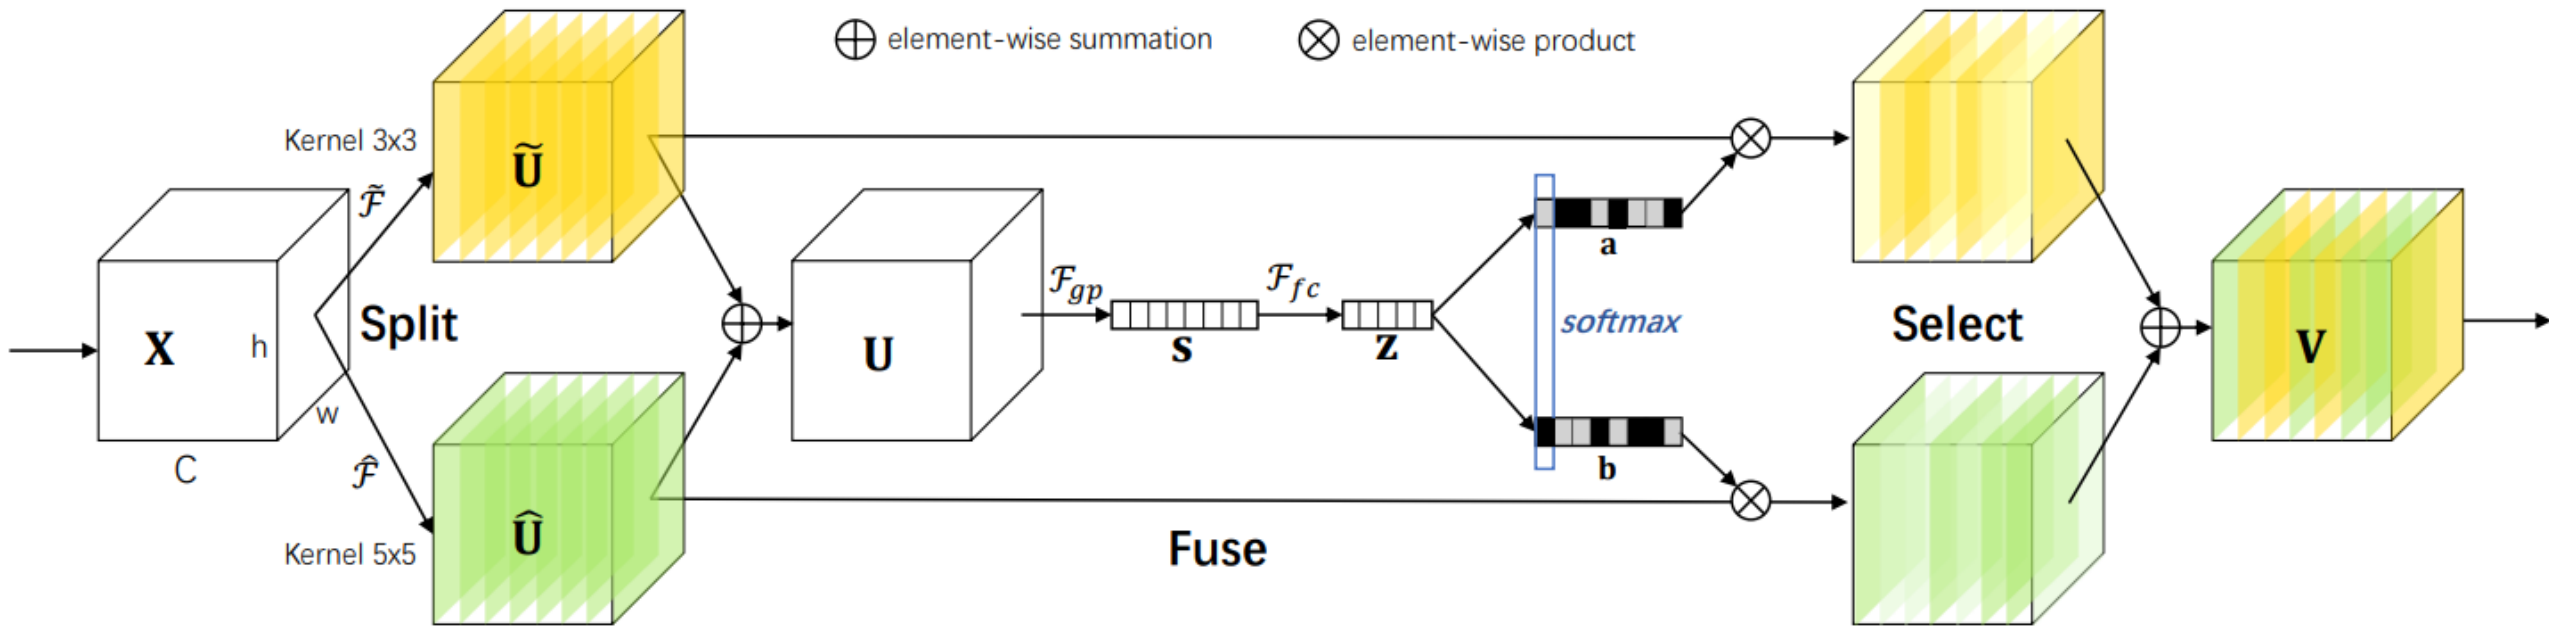 ⊕ element-wise summation
⊗ element-wise product
Kernel 3x3
Ũ
ℱ̃
X
h
w
C
Split
ℱ̂
Kernel 5x5
Û
U
ℱgp
s
ℱfc
z
a
softmax
b
Fuse
Select
V